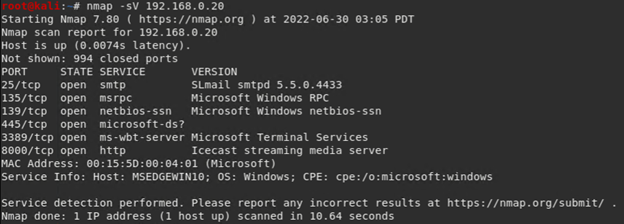 root@kali:~# nmap -sV 192.168.0.20
Starting Nmap 7.80 ( https://nmap.org ) at 2022-06-30 03:05 PDT
Nmap scan report for 192.168.0.20
Host is up (0.0074s latency).
Not shown: 994 closed ports
PORT     STATE SERVICE       VERSION
25/tcp   open  smtp          SLmail smtpd 5.5.0.4433
135/tcp  open  msrpc         Microsoft Windows RPC
139/tcp  open  netbios-ssn   Microsoft Windows netbios-ssn
445/tcp  open  microsoft-ds?
3389/tcp open  ms-wbt-server Microsoft Terminal Services
8000/tcp open  http          Icecast streaming media server
MAC Address: 00:15:5D:00:04:01 (Microsoft)
Service Info: Host: MSEDGEWIN10; OS: Windows; CPE: cpe:/o:microsoft:windows
Service detection performed. Please report any incorrect results at https://nmap.org/submit/ .
Nmap done: 1 IP address (1 host up) scanned in 10.64 seconds